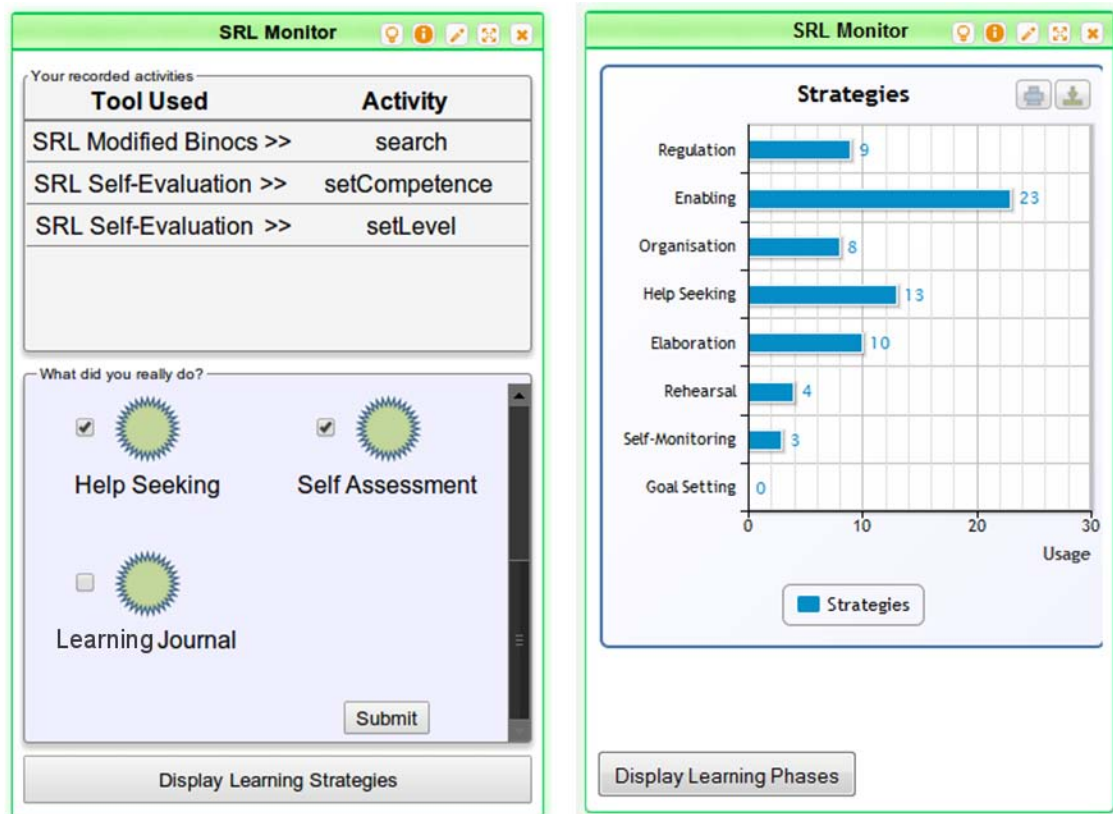 SRL Monitor
Your recorded activities
Tool Used Activity
SRL Modified Binocs >> search
SRL Self-Evaluation >> setCompetence
SRL Self-Evaluation >> setLevel
What did you really do?
Help Seeking Self Assessment
Learning Journal
Submit
Display Learning Strategies
SRL Monitor
Strategies
Regulation 9
Enabling 23
Organisation 8
Help Seeking 13
Elaboration 10
Rehearsal 4
Self-Monitoring 3
Goal Setting 0
0 10 20 30
Usage
Strategies
Display Learning Phases